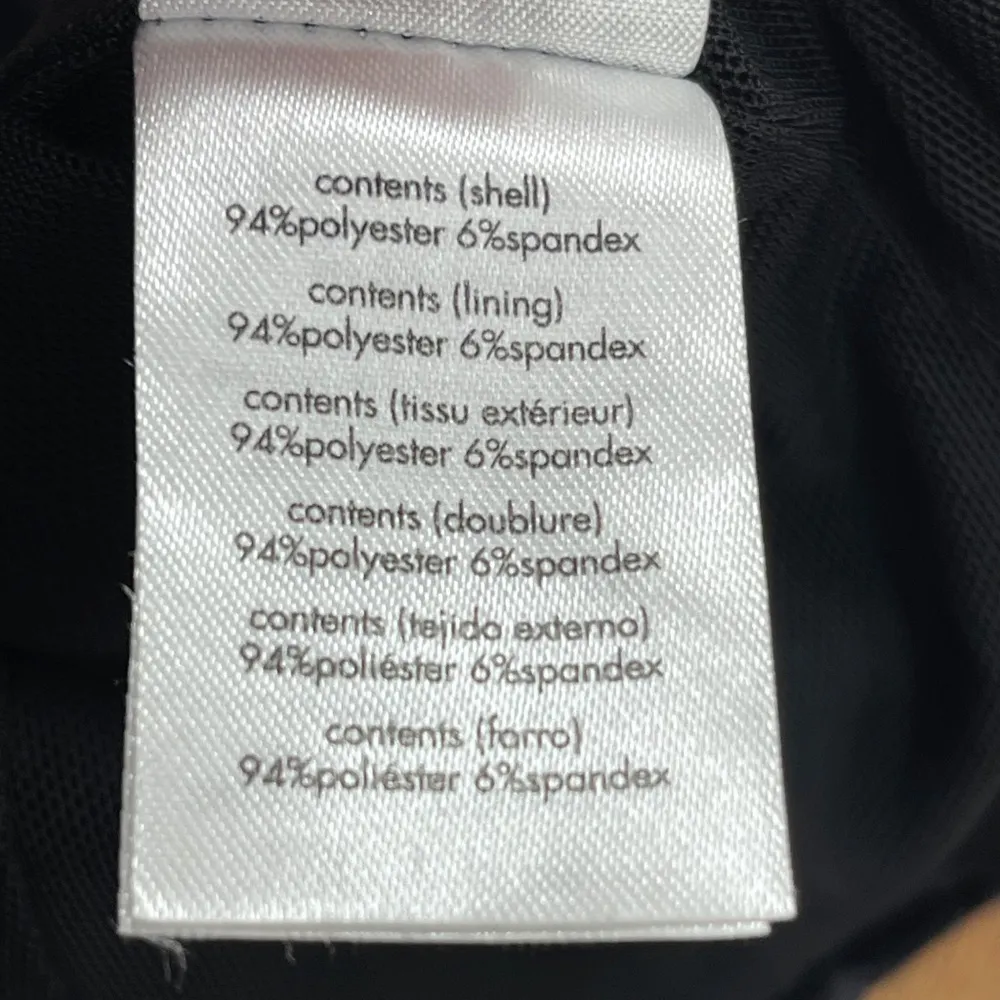 contents (shell)
94%polyester 6%spandex
contents (lining)
94%polyester 6%spandex
contents (tissu extérieur)
94%polyester 6%spandex
contents (doublure)
94%polyester 6%spandex
contents (tejido externo)
94%poliéster 6%spandex
contents (forro)
94%poliéster 6%spandex